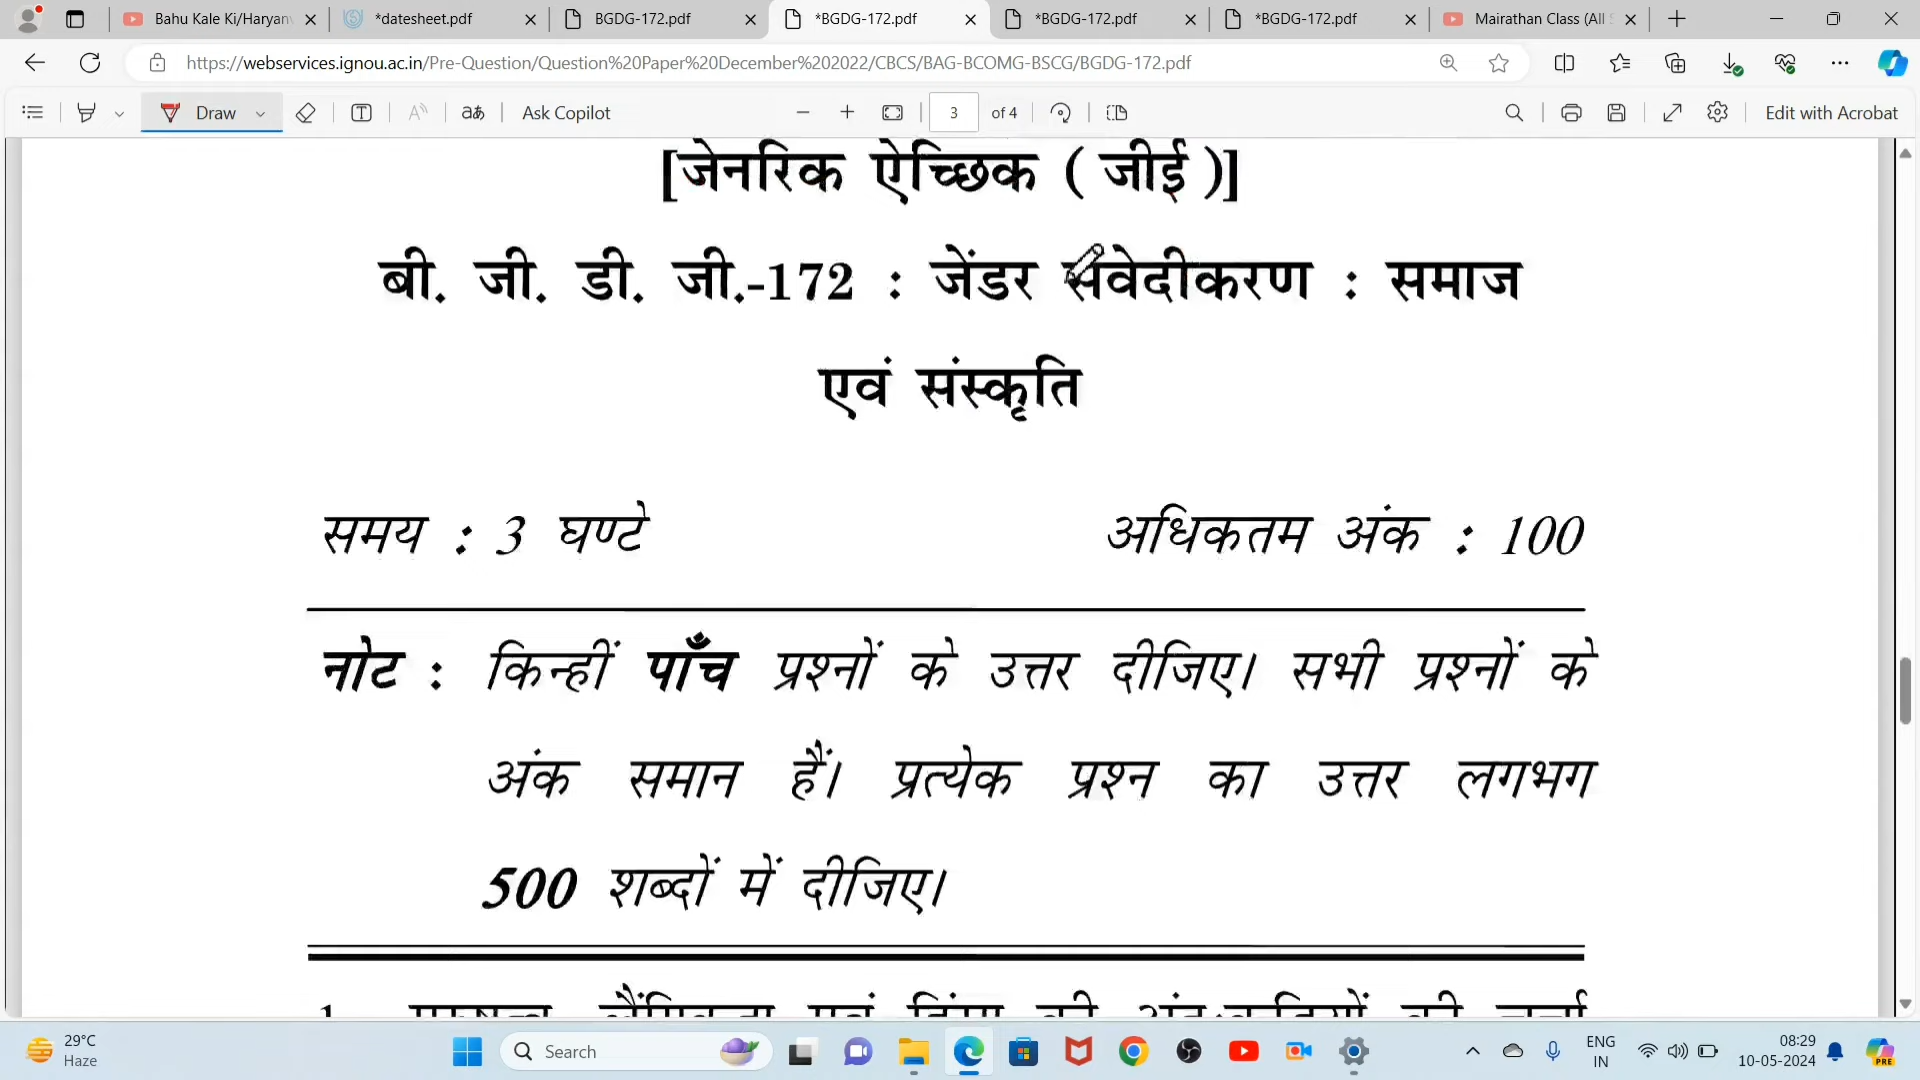 Bahu Kale Ki/Haryanv
*datesheet.pdf
BGDG-172.pdf
*BGDG-172.pdf
*BGDG-172.pdf
*BGDG-172.pdf
Mairathan Class (All S
https://webservices.ignou.ac.in/Pre-Question/Question%20Paper%20December%202022/CBCS/BAG-BCOMG-BSCG/BGDG-172.pdf
Draw
aあ
Ask Copilot
3 of 4
Edit with Acrobat
[जेनरिक ऐच्छिक ( जीई )]
बी. जी. डी. जी.-172 : जेंडर संवेदीकरण : समाज
एवं संस्कृति
समय : 3 घण्टे
अधिकतम अंक : 100
नोट : किन्हीं पाँच प्रश्नों के उत्तर दीजिए। सभी प्रश्नों के
अंक समान हैं। प्रत्येक प्रश्न का उत्तर लगभग
500 शब्दों में दीजिए।
29°C
Haze
Search
ENG
IN
08:29
10-05-2024
PRE